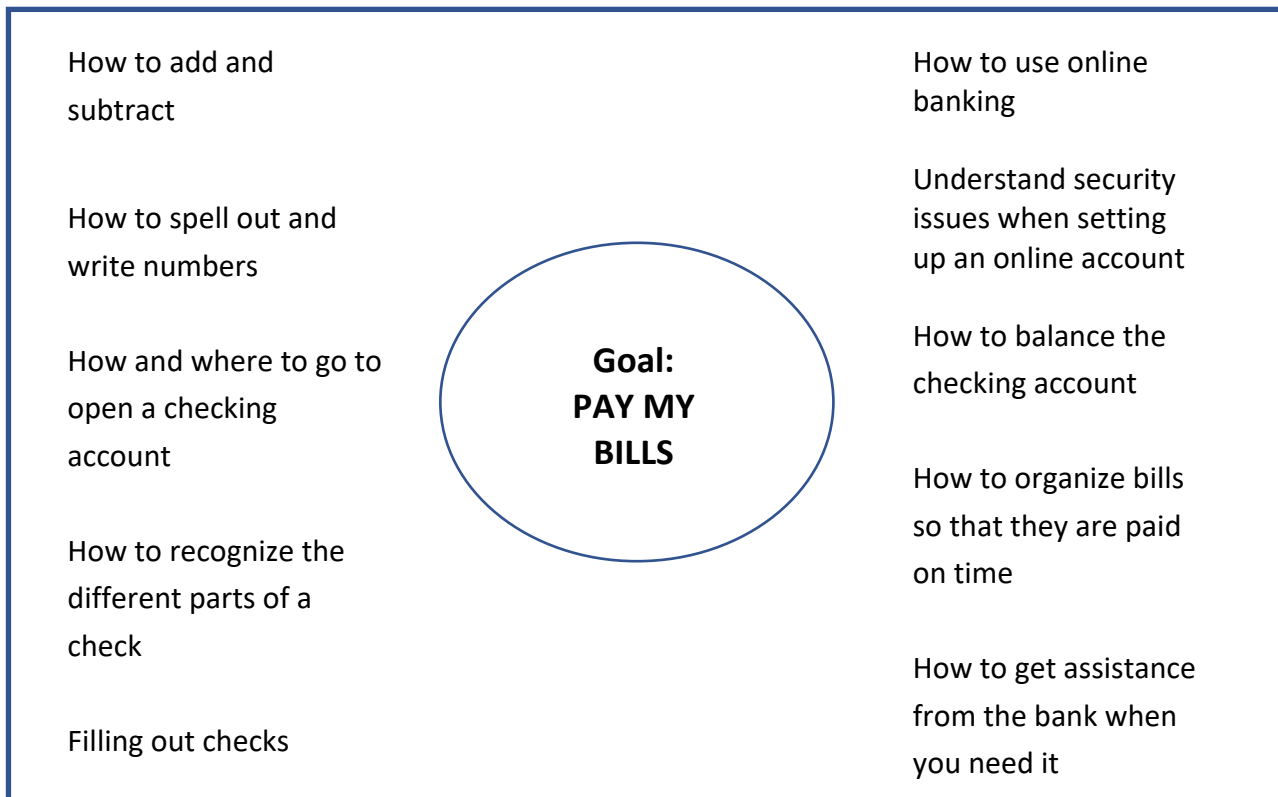 How to add and
subtract
How to spell out and
write numbers
How and where to go to
open a checking
account
How to recognize the
different parts of a
check
Filling out checks
Goal:
PAY MY
BILLS
How to use online
banking
Understand security
issues when setting
up an online account
How to balance the
checking account
How to organize bills
so that they are paid
on time
How to get assistance
from the bank when
you need it